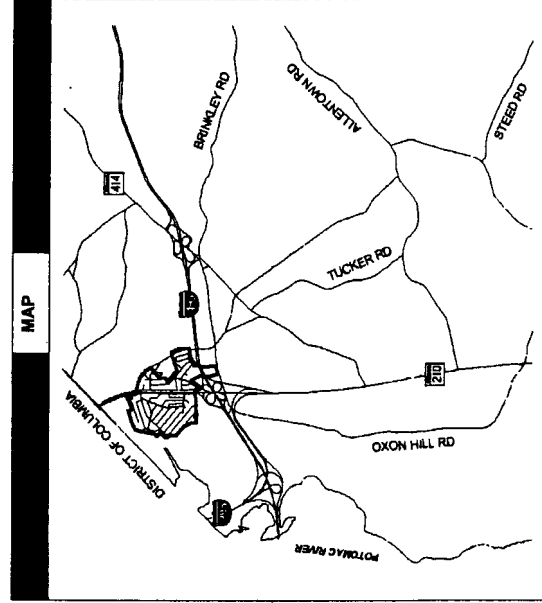 MAP
414
BRINKLEY RD
ALLENTOWN RD
STEED RD
TUCKER RD
DISTRICT OF COLUMBIA
210
OXON HILL RD
POTOMAC RIVER